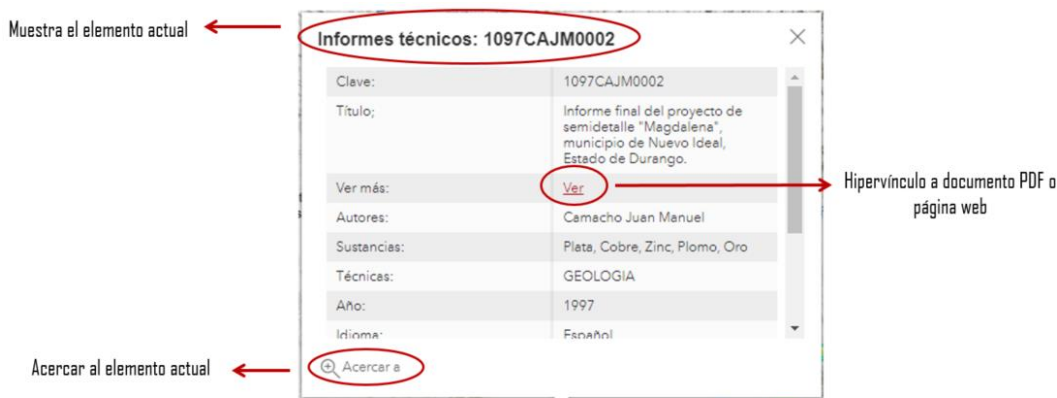 Muestra el elemento actual
Informes técnicos: 1097CAJM0002
Clave: 1097CAJM0002
Título; Informe final del proyecto de
semidetalle "Magdalena",
municipio de Nuevo Ideal,
Estado de Durango.
Ver más: Ver
Hipervínculo a documento PDF o
página web
Autores: Camacho Juan Manuel
Sustancias: Plata, Cobre, Zinc, Plomo, Oro
Técnicas: GEOLOGIA
Año: 1997
Idioma: Español
Acercar al elemento actual
Acercar a